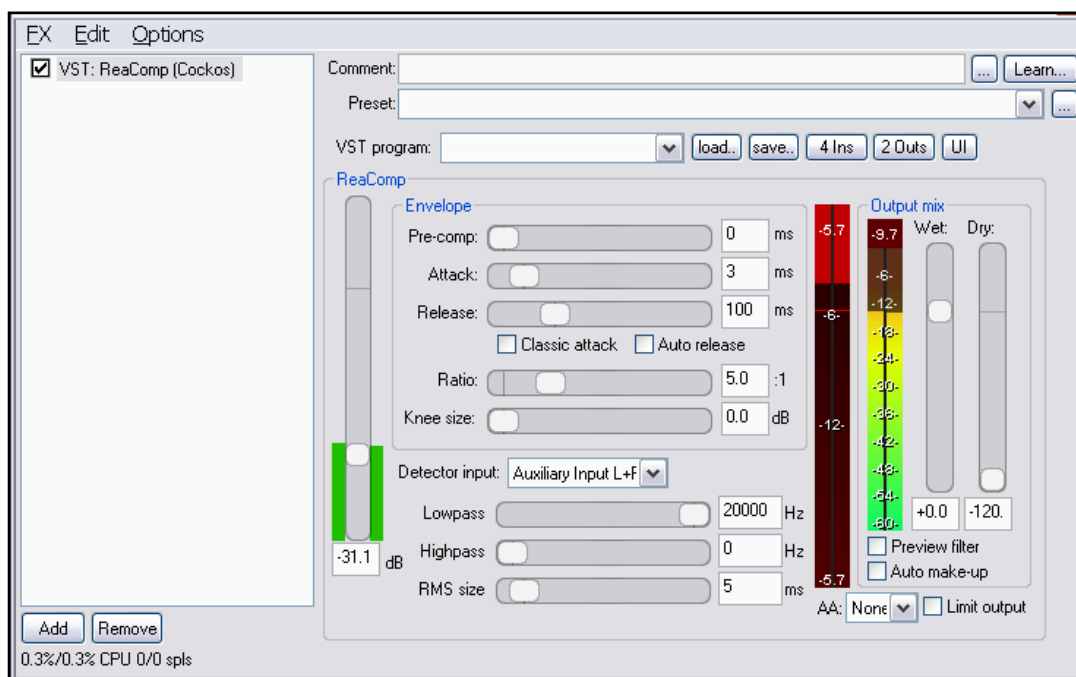 FX Edit Options
VST: ReaComp (Cockos)
Comment: ... Learn...
Preset: ...
VST program: load.. save.. 4 Ins 2 Outs UI
ReaComp
Envelope
Pre-comp: 0 ms
Attack: 3 ms
Release: 100 ms
Classic attack Auto release
Ratio: 5.0 :1
Knee size: 0.0 dB
Detector input: Auxiliary Input L+F
Lowpass 20000 Hz
Highpass 0 Hz
RMS size 5 ms
-31.1 dB
-5.7
-6-
-12-
-5.7
Output mix
Wet: Dry:
-9.7
-6-
-12-
-18-
-24-
-30-
-36-
-42-
-48-
-54-
-60-
+0.0 -120.
Preview filter
Auto make-up
AA: None Limit output
Add Remove
0.3%/0.3% CPU 0/0 spls